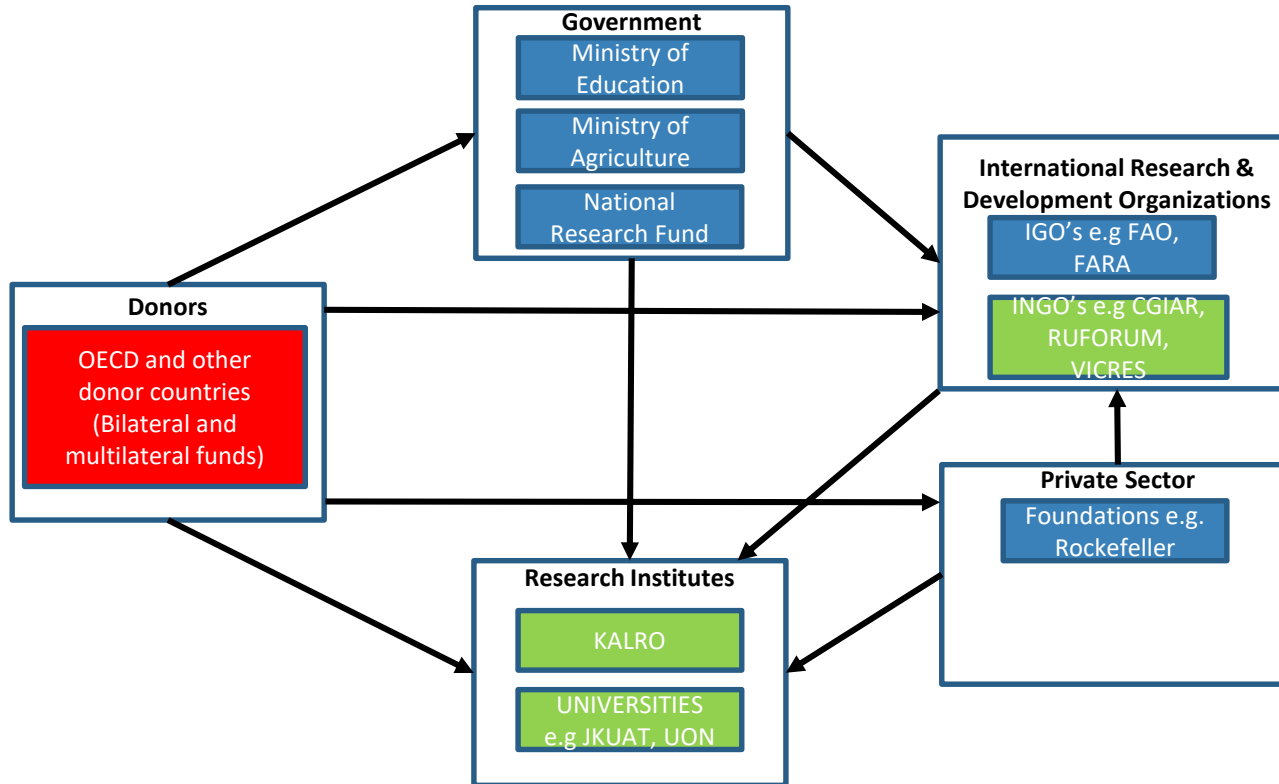 Government
Ministry of
Education
Ministry of
Agriculture
National
Research Fund
International Research &
Development Organizations
IGO's e.g FAO,
FARA
INGO's e.g CGIAR,
RUFORUM,
VICRES
Donors
OECD and other
donor countries
(Bilateral and
multilateral funds)
Private Sector
Foundations e.g.
Rockefeller
Research Institutes
KALRO
UNIVERSITIES
e.g JKUAT, UON